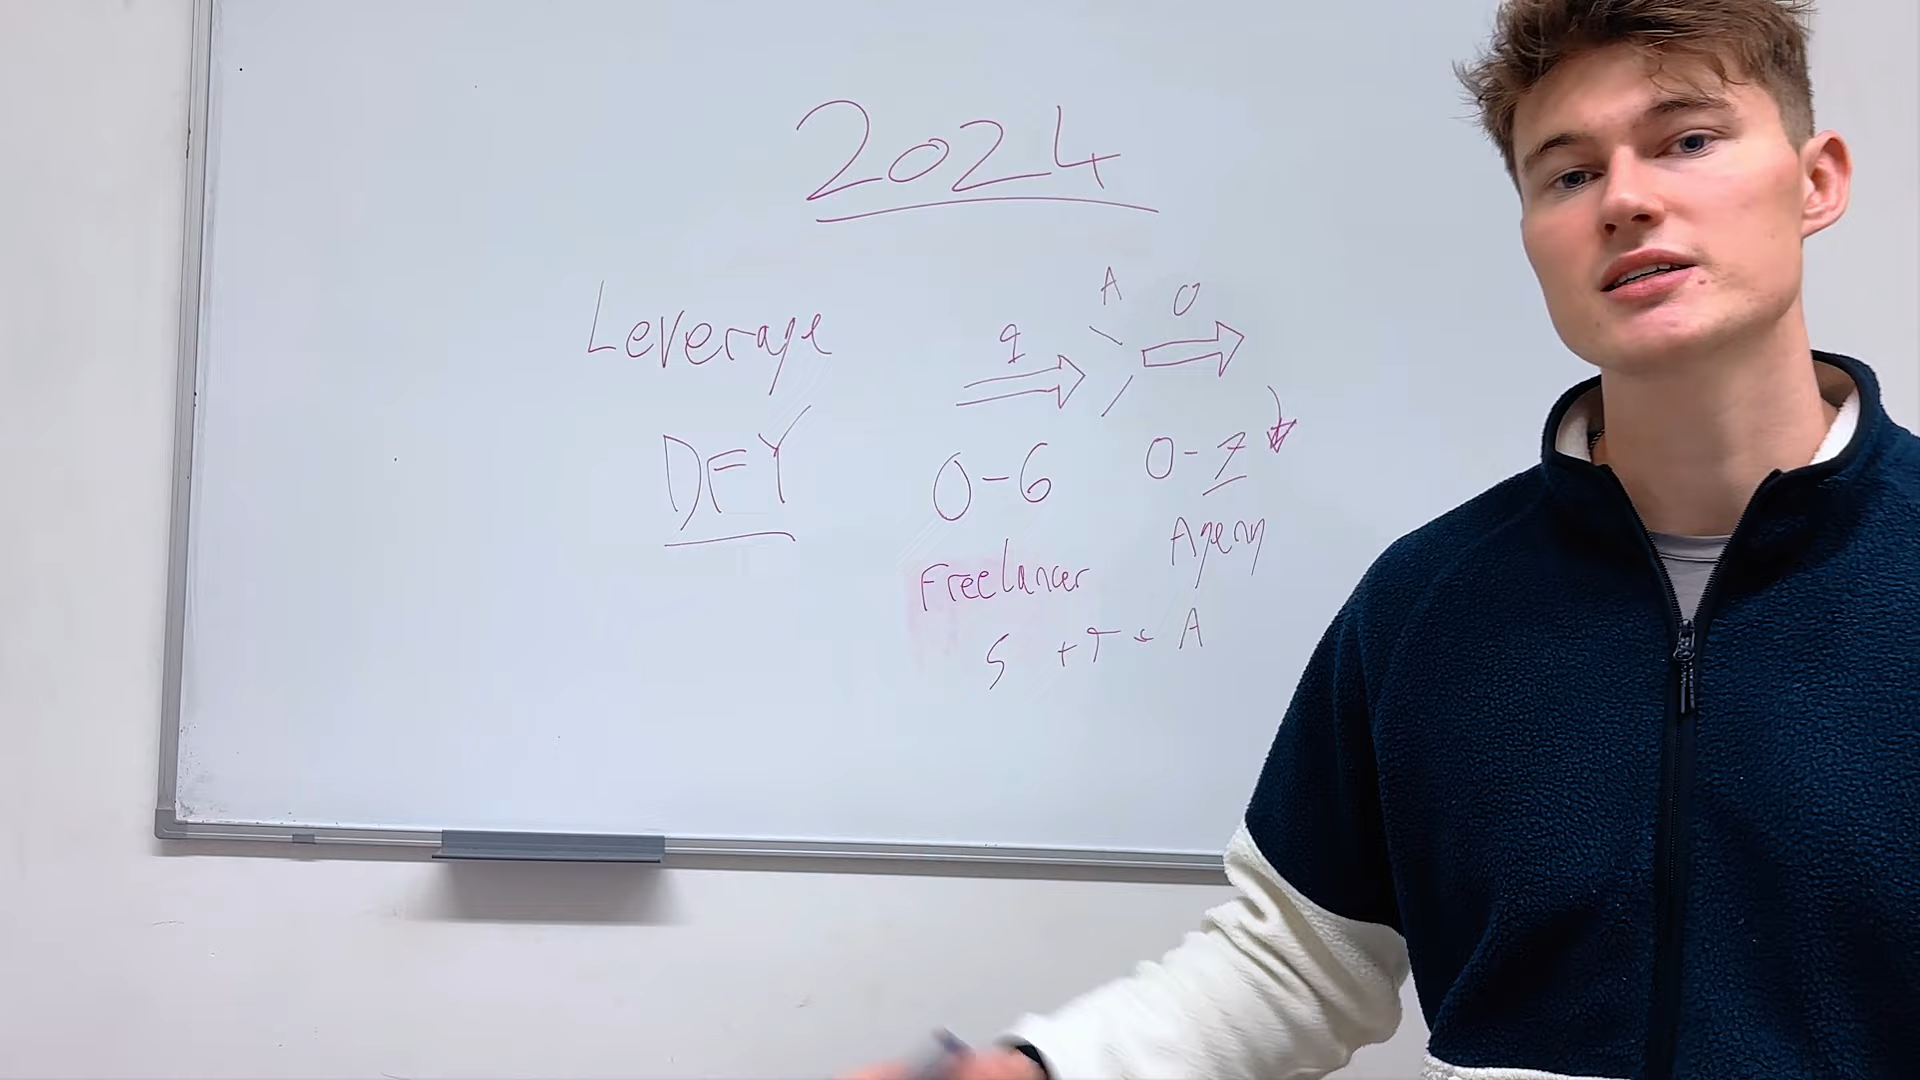 2024
Leverage
DFY
A
0-6
0-7
Freelancer
Agency
S + T = A